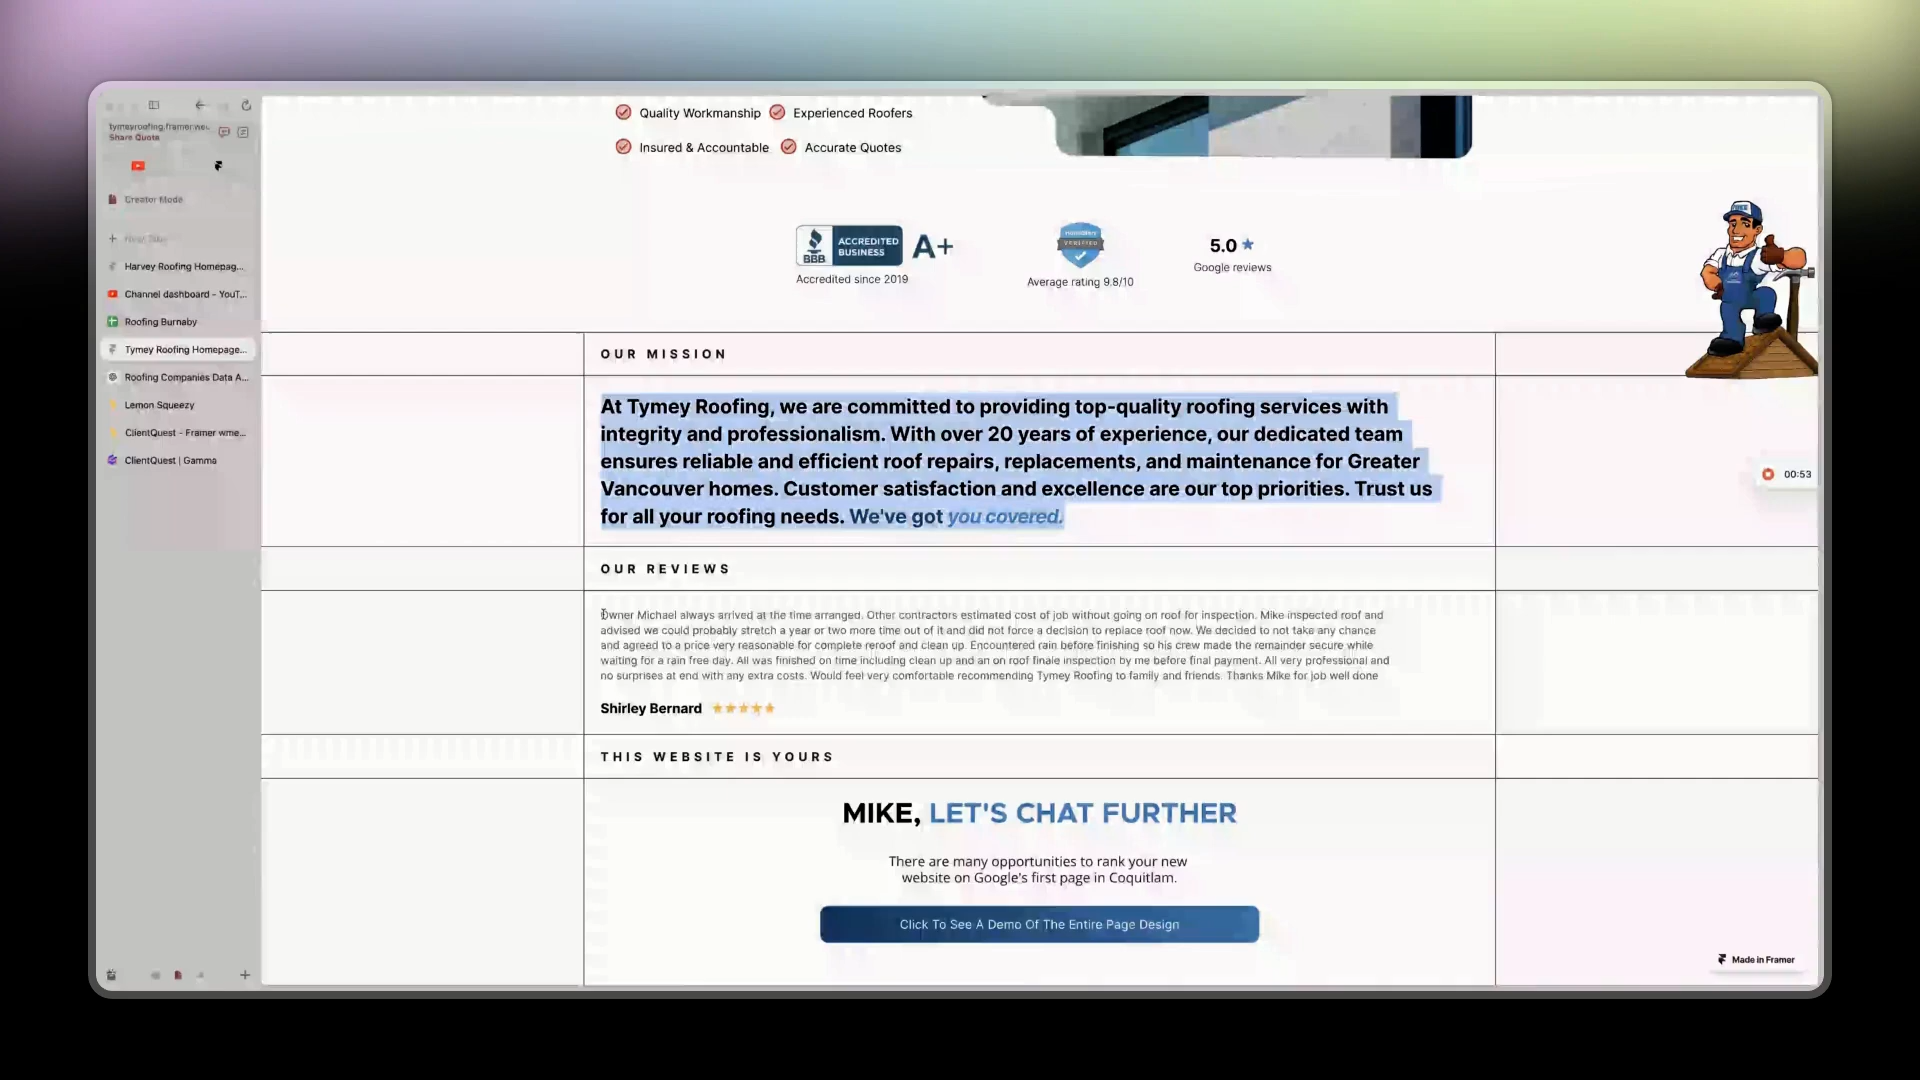 tymeyroofing.framer.we...
Share Quote
Creator Mode
New Tab
Harvey Roofing Homepag...
Channel dashboard - YouT...
Roofing Burnaby
Tymey Roofing Homepage...
Roofing Companies Data A...
Lemon Squeezy
ClientQuest - Framer wme...
ClientQuest | Gamma
Quality Workmanship
Experienced Roofers
Insured & Accountable
Accurate Quotes
BBB
ACCREDITED
BUSINESS
A+
Accredited since 2019
VERIFIED
Average rating 9.8/10
5.0
Google reviews
OUR MISSION
At Tymey Roofing, we are committed to providing top-quality roofing services with
integrity and professionalism. With over 20 years of experience, our dedicated team
ensures reliable and efficient roof repairs, replacements, and maintenance for Greater
Vancouver homes. Customer satisfaction and excellence are our top priorities. Trust us
for all your roofing needs. We've got you covered.
00:53
OUR REVIEWS
Owner Michael always arrived at the time arranged. Other contractors estimated cost of job without going on roof for inspection. Mike inspected roof and
advised we could probably stretch a year or two more time out of it and did not force a decision to replace roof now. We decided to not take any chance
and agreed to a price very reasonable for complete reroof and clean up. Encountered rain before finishing so his crew made the remainder secure while
waiting for a rain free day. All was finished on time including clean up and an on roof finale inspection by me before final payment. All very professional and
no surprises at end with any extra costs. Would feel very comfortable recommending Tymey Roofing to family and friends. Thanks Mike for job well done
Shirley Bernard
THIS WEBSITE IS YOURS
MIKE, LET'S CHAT FURTHER
There are many opportunities to rank your new
website on Google's first page in Coquitlam.
Click To See A Demo Of The Entire Page Design
Made in Framer